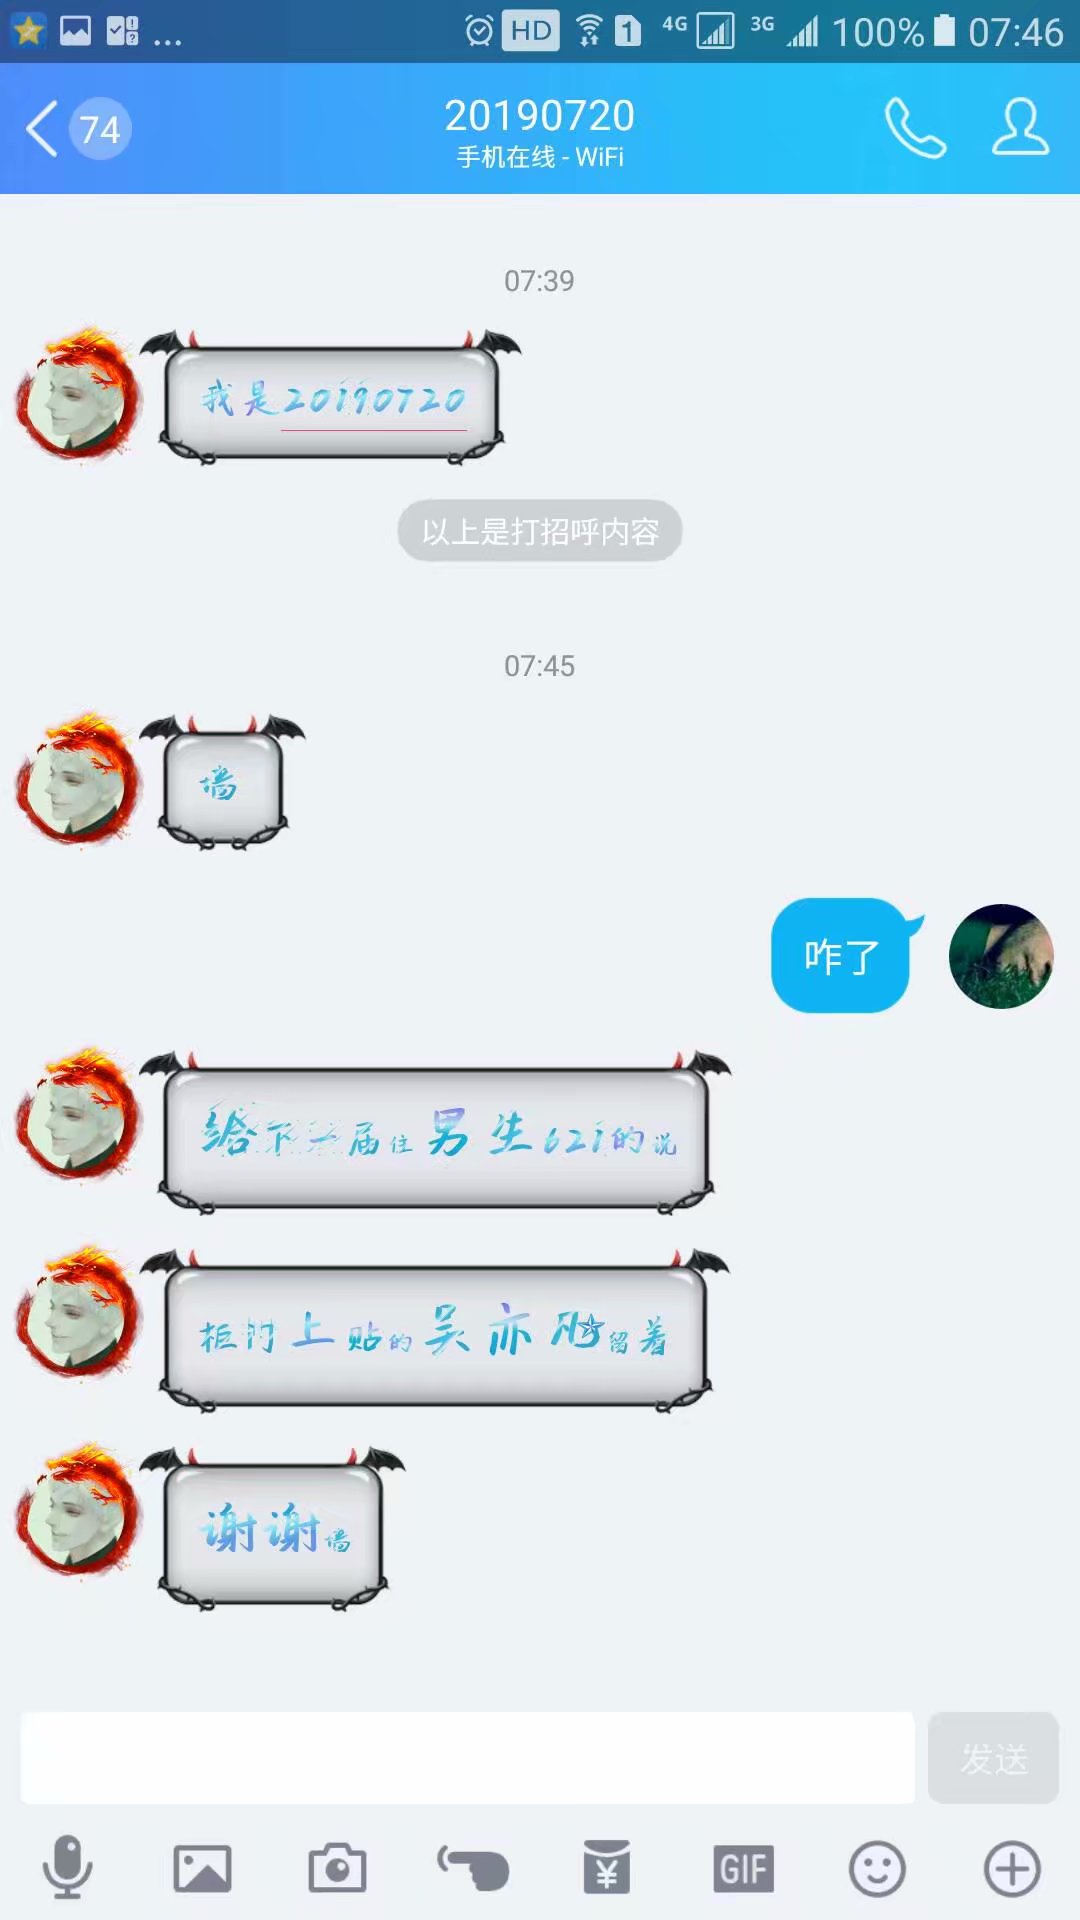 ... HD 1 4G 3G 100% 07:46
74
20190720
手机在线 - WiFi
07:39
我是20190720
以上是打招呼内容
07:45
墙
咋了
给下一届住男生621的说
柜门上贴的吴亦凡留着
谢谢墙
发送
GIF